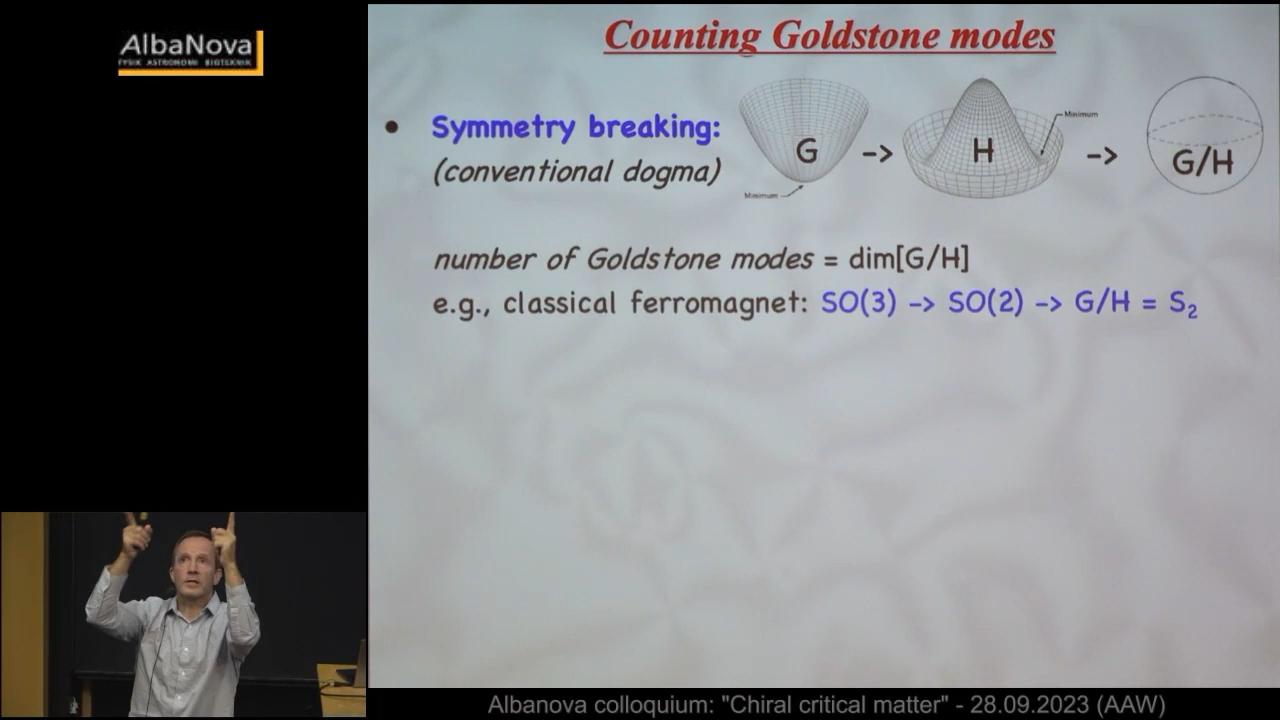 AlbaNova
FYSIK ASTRONOMI BIOTEKNIK
Counting Goldstone modes
• Symmetry breaking:
(conventional dogma)
G -> H -> G/H
Minimum
Minimum
number of Goldstone modes = dim[G/H]
e.g., classical ferromagnet: SO(3) -> SO(2) -> G/H = S₂
Albanova colloquium: "Chiral critical matter" - 28.09.2023 (AAW)